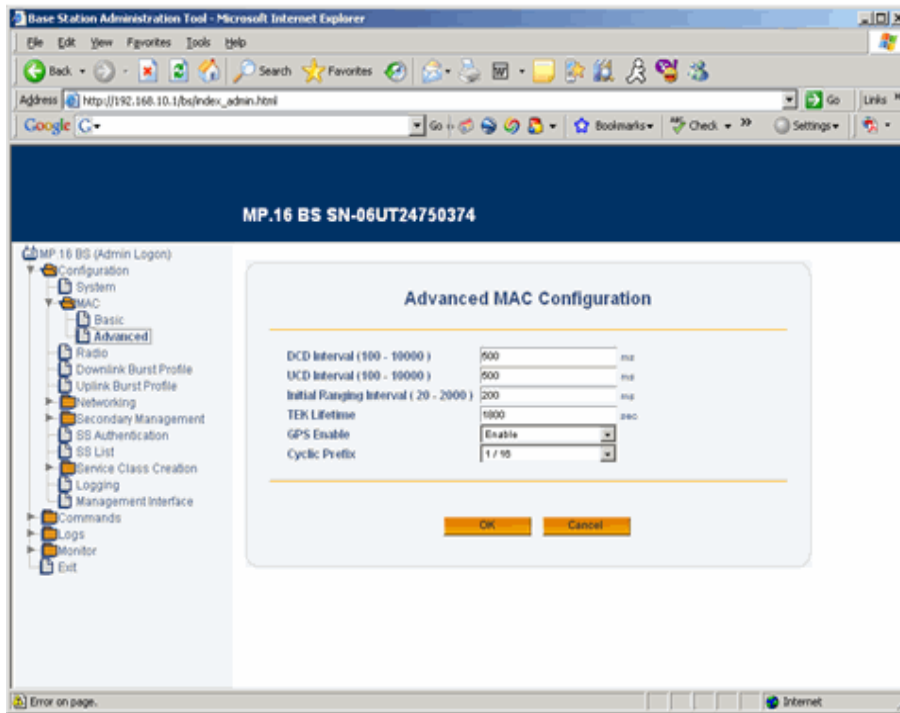 Base Station Administration Tool - Microsoft Internet Explorer
File Edit View Favorites Tools Help
Back Search Favorites
Address http://192.168.10.1/bs/index_admin.html Go Links »
Google G Go Bookmarks Check » Settings
MP.16 BS SN-06UT24750374
MP.16 BS (Admin Logon)
Configuration
System
MAC
Basic
Advanced
Radio
Downlink Burst Profile
Uplink Burst Profile
Networking
Secondary Management
SS Authentication
SS List
Service Class Creation
Logging
Management Interface
Commands
Logs
Monitor
Exit
Advanced MAC Configuration
DCD Interval (100 - 10000 ) 500 ms
UCD Interval (100 - 10000 ) 500 ms
Initial Ranging Interval ( 20 - 2000 ) 200 ms
TEK Lifetime 1800 sec
GPS Enable Enable
Cyclic Prefix 1 / 16
OK Cancel
Error on page. Internet